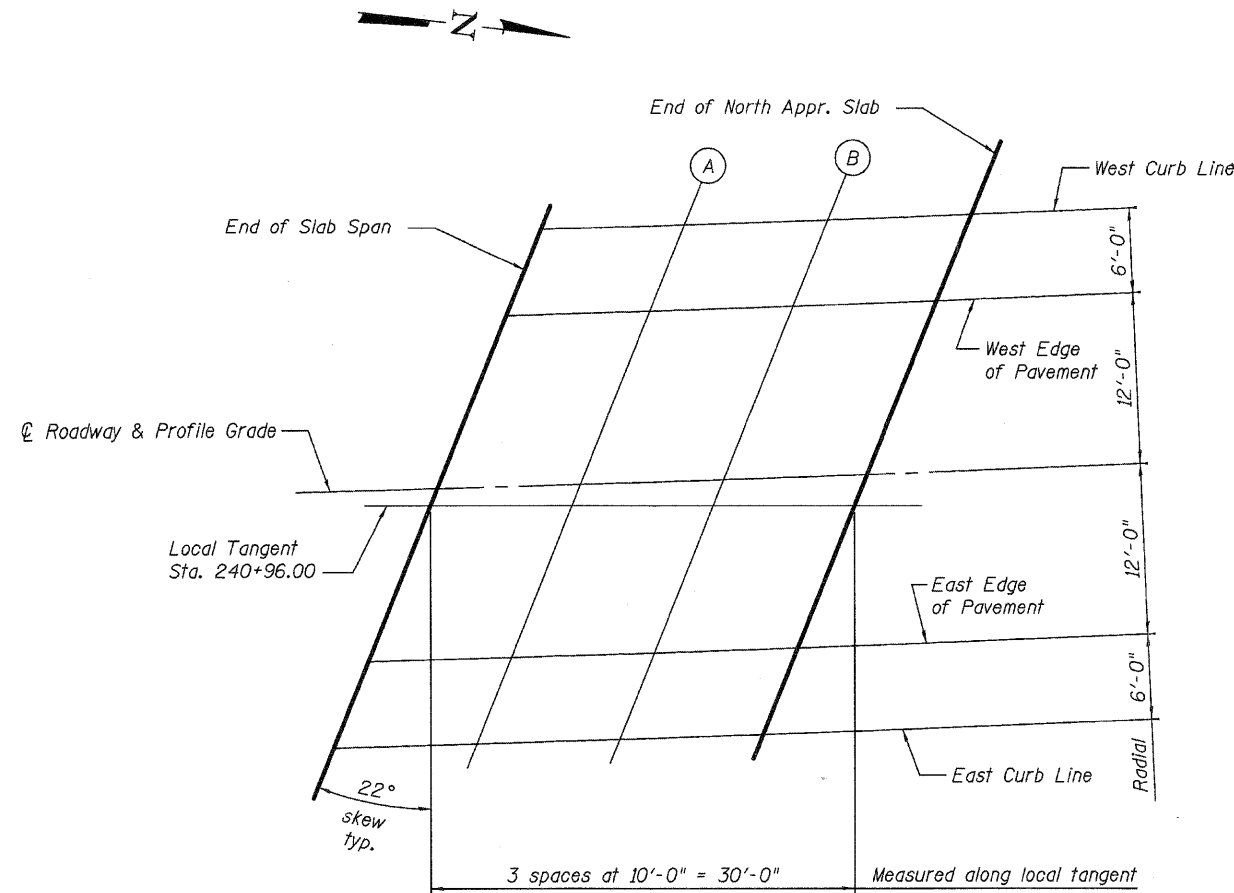 N
End of North Appr. Slab
A
B
West Curb Line
End of Slab Span
6'-0"
West Edge
of Pavement
12'-0"
℄ Roadway & Profile Grade
Local Tangent
Sta. 240+96.00
12'-0"
East Edge
of Pavement
6'-0"
East Curb Line
Radial
22°
skew
typ.
3 spaces at 10'-0" = 30'-0"
Measured along local tangent